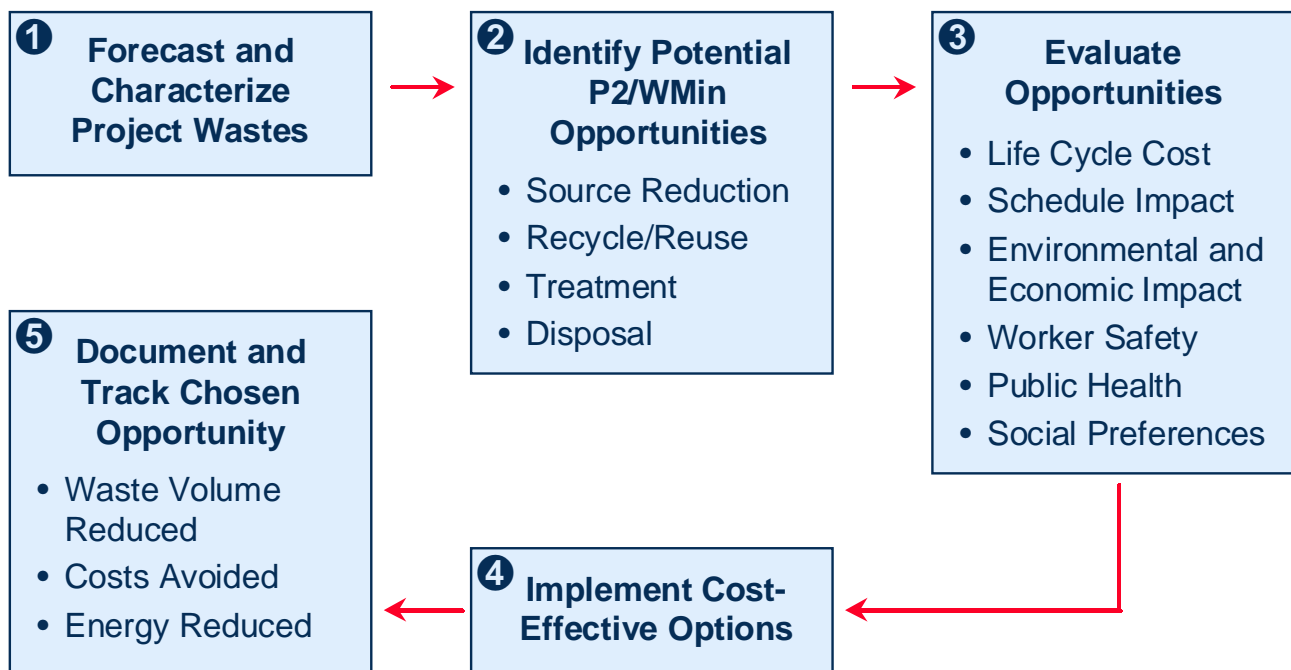 ❶ Forecast and
Characterize
Project Wastes
❷ Identify Potential
P2/WMin
Opportunities
• Source Reduction
• Recycle/Reuse
• Treatment
• Disposal
❸ Evaluate
Opportunities
• Life Cycle Cost
• Schedule Impact
• Environmental and
Economic Impact
• Worker Safety
• Public Health
• Social Preferences
❹ Implement Cost-
Effective Options
❺ Document and
Track Chosen
Opportunity
• Waste Volume
Reduced
• Costs Avoided
• Energy Reduced